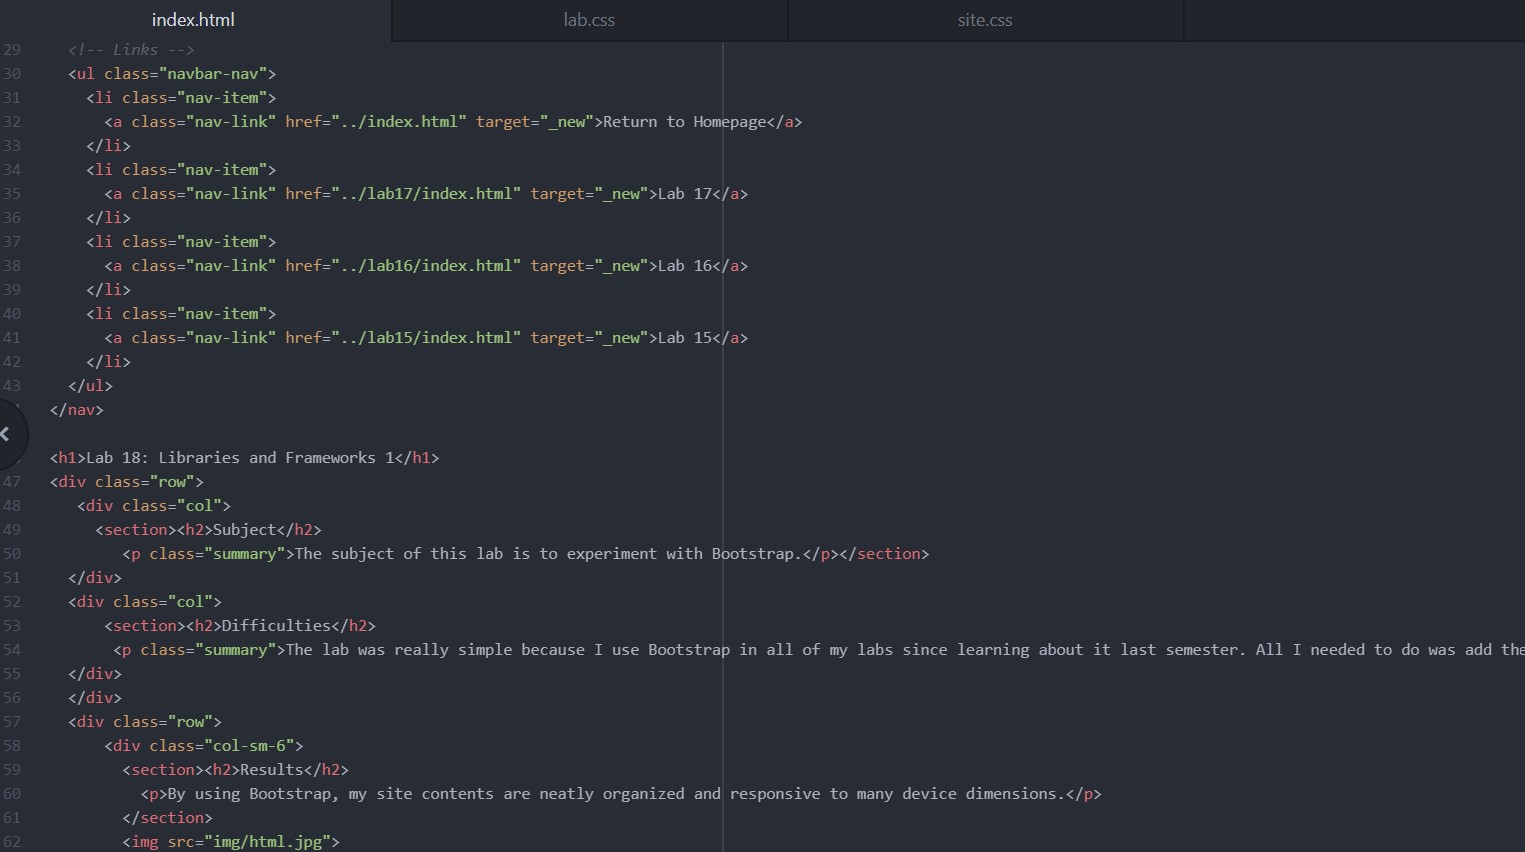 index.html lab.css site.css
29 <!-- Links -->
30 <ul class="navbar-nav">
31 <li class="nav-item">
32 <a class="nav-link" href="../index.html" target="_new">Return to Homepage</a>
33 </li>
34 <li class="nav-item">
35 <a class="nav-link" href="../lab17/index.html" target="_new">Lab 17</a>
36 </li>
37 <li class="nav-item">
38 <a class="nav-link" href="../lab16/index.html" target="_new">Lab 16</a>
39 </li>
40 <li class="nav-item">
41 <a class="nav-link" href="../lab15/index.html" target="_new">Lab 15</a>
42 </li>
43 </ul>
</nav>
<h1>Lab 18: Libraries and Frameworks 1</h1>
47 <div class="row">
48 <div class="col">
49 <section><h2>Subject</h2>
50 <p class="summary">The subject of this lab is to experiment with Bootstrap.</p></section>
51 </div>
52 <div class="col">
53 <section><h2>Difficulties</h2>
54 <p class="summary">The lab was really simple because I use Bootstrap in all of my labs since learning about it last semester. All I needed to do was add the
55 </div>
56 </div>
57 <div class="row">
58 <div class="col-sm-6">
59 <section><h2>Results</h2>
60 <p>By using Bootstrap, my site contents are neatly organized and responsive to many device dimensions.</p>
61 </section>
62 <img src="img/html.jpg">